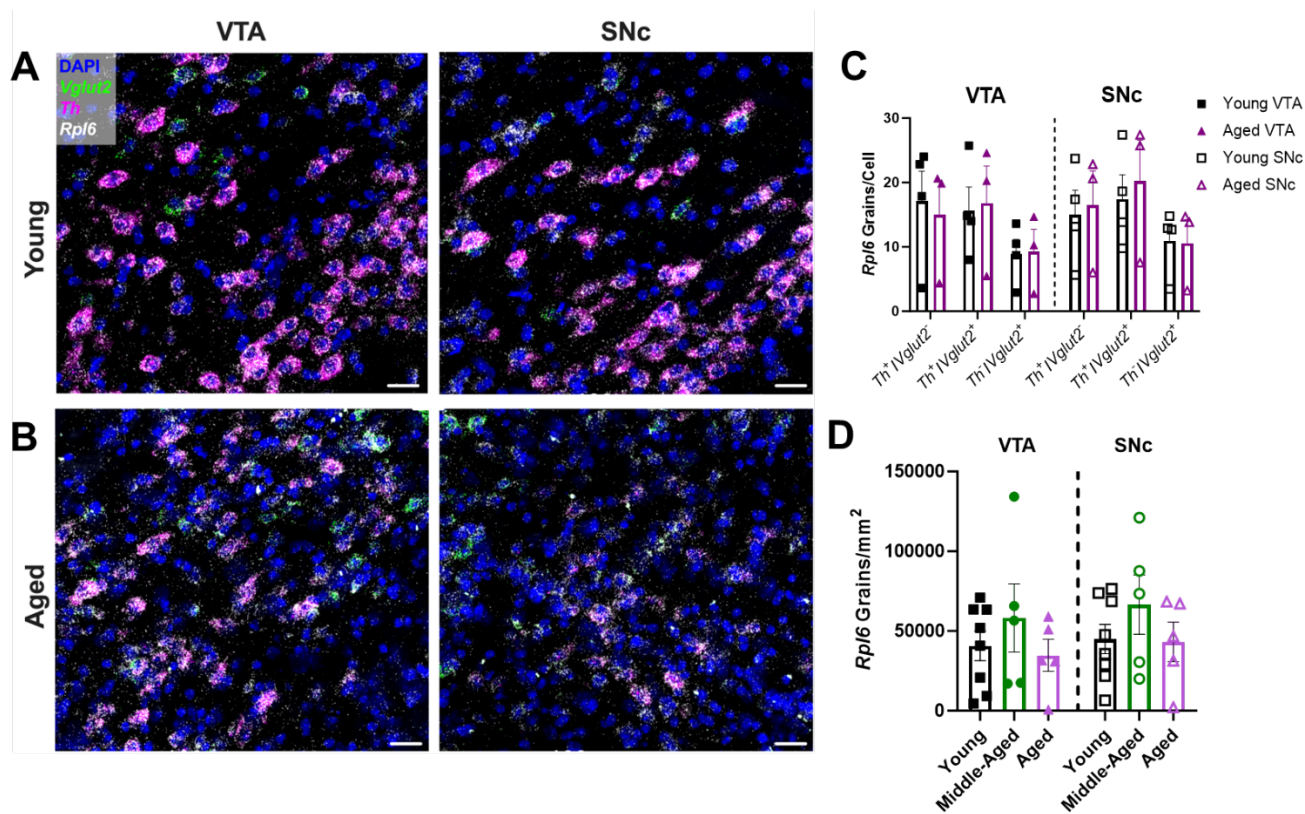 VTA
SNc
A
DAPI
Vglut2
Th
Rpl6
Young
B
Aged
C
VTA
SNc
Young VTA
Aged VTA
Young SNc
Aged SNc
Rpl6 Grains/Cell
30
20
10
0
Th+/Vglut2-
Th+/Vglut2+
Th-/Vglut2+
Th+/Vglut2-
Th+/Vglut2+
Th-/Vglut2+
D
VTA
SNc
Rpl6 Grains/mm²
150000
100000
50000
0
Young
Middle-Aged
Aged
Young
Middle-Aged
Aged